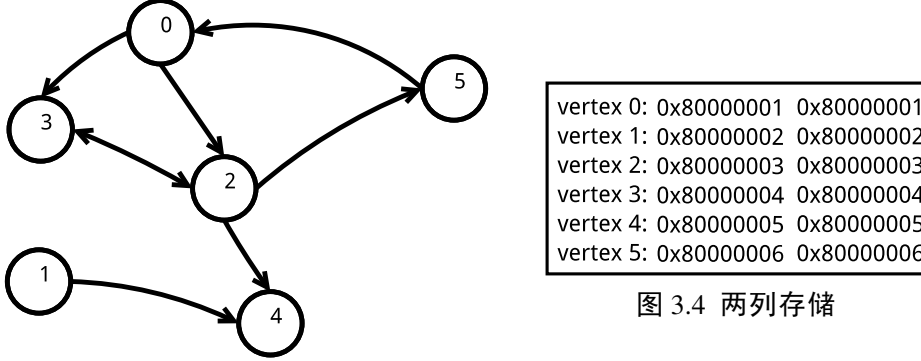 0
3
5
2
1
4
vertex 0: 0x80000001 0x80000001
vertex 1: 0x80000002 0x80000002
vertex 2: 0x80000003 0x80000003
vertex 3: 0x80000004 0x80000004
vertex 4: 0x80000005 0x80000005
vertex 5: 0x80000006 0x80000006
图 3.4 两列存储